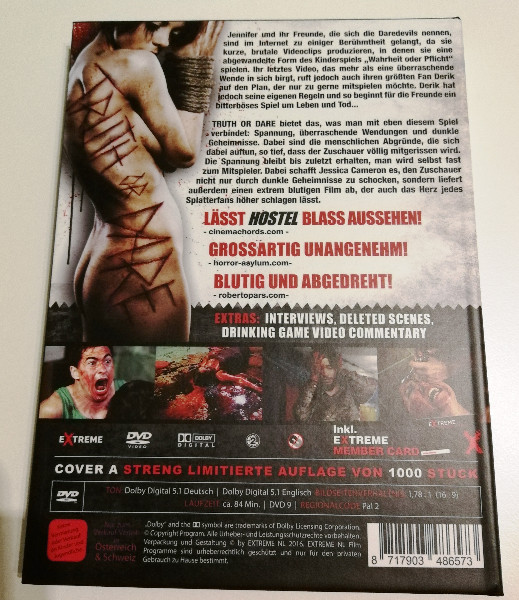 Jennifer und ihr Freunde, die sich die Daredevils nennen,
sind im Internet zu einiger Berühmtheit gelangt, da sie
kurze, brutale Videoclips produzieren, in denen sie eine
abgewandelte Form des Kinderspiels „Wahrheit oder Pflicht"
spielen. Ihr letztes Video, das mehr als eine überraschende
Wende in sich birgt, ruft jedoch auch ihren größten Fan Derik
auf den Plan, der nur zu gerne mitspielen möchte. Derik hat
jedoch seine eigenen Regeln und so beginnt für die Freunde ein
bitterböses Spiel um Leben und Tod...
TRUTH OR DARE bietet das, was man mit eben diesem Spiel
verbindet: Spannung, überraschende Wendungen und dunkle
Geheimnisse. Dabei sind die menschlichen Abgründe, die sich
dabei auftun, so tief, dass der Zuschauer völlig mitgerissen wird.
Die Spannung bleibt bis zuletzt erhalten, man wird selbst fast
zum Mitspieler. Dabei schafft Jessica Cameron es, den Zuschauer
nicht nur durch dunkle Geheimnisse zu schocken, sondern liefert
außerdem einen extrem blutigen Film ab, der auch das Herz jedes
Splatterfans höher schlagen lässt.
TRUTH
OR
DARE
LÄSST HOSTEL BLASS AUSSEHEN!
- cinemachords.com -
GROSSARTIG UNANGENEHM!
- horror-asylum.com -
BLUTIG UND ABGEDREHT!
- robertopars.com-
EXTRAS: INTERVIEWS, DELETED SCENES,
DRINKING GAME VIDEO COMMENTARY
EXTREME
DVD
VIDEO
DOLBY
DIGITAL
Inkl.
EXTREME
MEMBER CARD
EXTREME
COVER A STRENG LIMITIERTE AUFLAGE VON 1000 STÜCK
DVD
TON: Dolby Digital 5.1 Deutsch | Dolby Digital 5.1 Englisch BILDSEITENVERHÄLTNIS 1,78 : 1 (16 : 9)
LAUFZEIT: ca. 84 Min. | DVD 9 | REGIONALCODE Pal 2
Österreich
& Schweiz
„Dolby" and the symbol are trademarks of Dolby Licensing Corporation.
© Copyright Program. Alle Urheber- und Leistungsschutzrechte vorbehalten.
Verpackung und Gestaltung © by EXTREME NL 2016. EXTREME NL Film
Programme sind urheberrechtlich geschützt und nur für den privaten
Gebrauch zu Hause bestimmt.
8 717903 486573